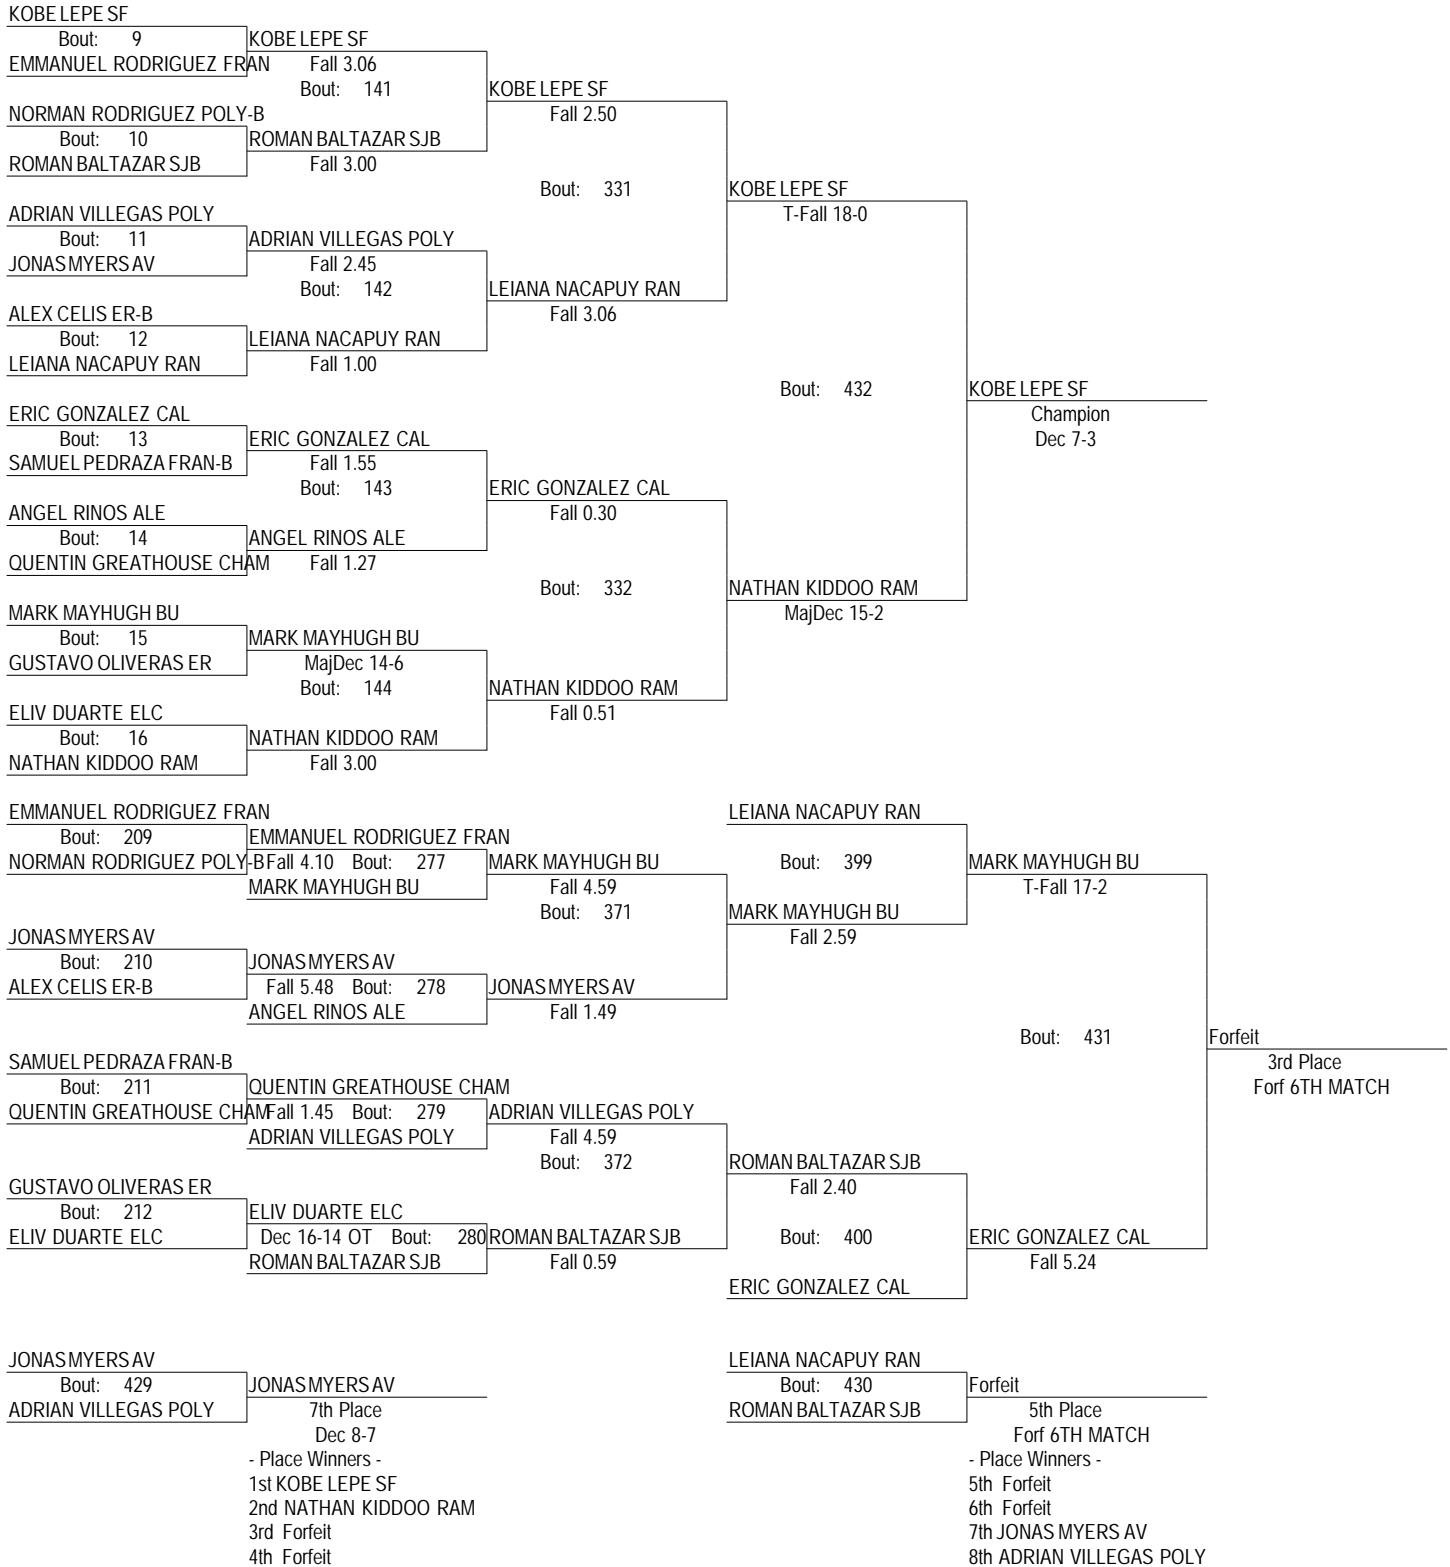 KOBE LEPE SF
Bout: 9 KOBE LEPE SF
EMMANUEL RODRIGUEZ FRAN Fall 3.06
Bout: 141 KOBE LEPE SF
NORMAN RODRIGUEZ POLY-B Fall 2.50
Bout: 10 ROMAN BALTAZAR SJB
ROMAN BALTAZAR SJB Fall 3.00
Bout: 331 KOBE LEPE SF
ADRIAN VILLEGAS POLY T-Fall 18-0
Bout: 11 ADRIAN VILLEGAS POLY
JONAS MYERS AV Fall 2.45
Bout: 142 LEIANA NACAPUY RAN
ALEX CELIS ER-B Fall 3.06
Bout: 12 LEIANA NACAPUY RAN
LEIANA NACAPUY RAN Fall 1.00
Bout: 432 KOBE LEPE SF
ERIC GONZALEZ CAL Champion
Bout: 13 ERIC GONZALEZ CAL Dec 7-3
SAMUEL PEDRAZA FRAN-B Fall 1.55
Bout: 143 ERIC GONZALEZ CAL
ANGEL RINOS ALE Fall 0.30
Bout: 14 ANGEL RINOS ALE
QUENTIN GREATHOUSE CHAM Fall 1.27
Bout: 332 NATHAN KIDDOO RAM
MARK MAYHUGH BU MajDec 15-2
Bout: 15 MARK MAYHUGH BU
GUSTAVO OLIVERAS ER MajDec 14-6
Bout: 144 NATHAN KIDDOO RAM
ELIV DUARTE ELC Fall 0.51
Bout: 16 NATHAN KIDDOO RAM
NATHAN KIDDOO RAM Fall 3.00
EMMANUEL RODRIGUEZ FRAN LEIANA NACAPUY RAN
Bout: 209 EMMANUEL RODRIGUEZ FRAN
NORMAN RODRIGUEZ POLY-B Fall 4.10 Bout: 277 MARK MAYHUGH BU Bout: 399 MARK MAYHUGH BU
MARK MAYHUGH BU Fall 4.59 T-Fall 17-2
Bout: 371 MARK MAYHUGH BU
JONAS MYERS AV Fall 2.59
Bout: 210 JONAS MYERS AV
ALEX CELIS ER-B Fall 5.48 Bout: 278 JONAS MYERS AV
ANGEL RINOS ALE Fall 1.49
Bout: 431 Forfeit
SAMUEL PEDRAZA FRAN-B 3rd Place
Bout: 211 QUENTIN GREATHOUSE CHAM Forf 6TH MATCH
QUENTIN GREATHOUSE CHAM Fall 1.45 Bout: 279 ADRIAN VILLEGAS POLY
ADRIAN VILLEGAS POLY Fall 4.59
Bout: 372 ROMAN BALTAZAR SJB
GUSTAVO OLIVERAS ER Fall 2.40
Bout: 212 ELIV DUARTE ELC
ELIV DUARTE ELC Dec 16-14 OT Bout: 280 ROMAN BALTAZAR SJB Bout: 400 ERIC GONZALEZ CAL
ROMAN BALTAZAR SJB Fall 0.59 Fall 5.24
ERIC GONZALEZ CAL
JONAS MYERS AV LEIANA NACAPUY RAN
Bout: 429 JONAS MYERS AV Bout: 430 Forfeit
ADRIAN VILLEGAS POLY 7th Place ROMAN BALTAZAR SJB 5th Place
Dec 8-7 Forf 6TH MATCH
- Place Winners - - Place Winners -
1st KOBE LEPE SF 5th Forfeit
2nd NATHAN KIDDOO RAM 6th Forfeit
3rd Forfeit 7th JONAS MYERS AV
4th Forfeit 8th ADRIAN VILLEGAS POLY